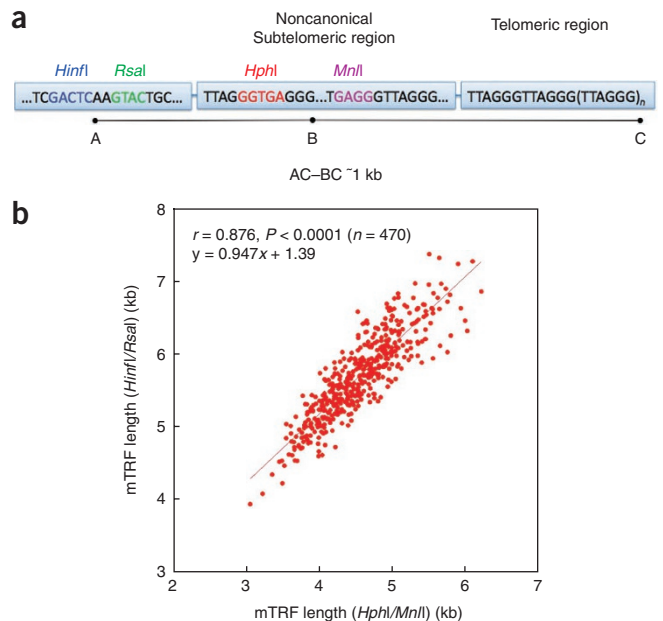 a
Noncanonical
Subtelomeric region
Telomeric region
HinfI RsaI HphI MnlI
...TCGACTCAAGTACTGC... TTAGGGTGAGGG...TGAGGGTTAGGG... TTAGGGTTAGGG(TTAGGG)n
A B C
AC–BC ~1 kb
b
r = 0.876, P < 0.0001 (n = 470)
y = 0.947x + 1.39
mTRF length (HinfI/RsaI) (kb)
8
7
6
5
4
3
2 3 4 5 6 7
mTRF length (HphI/MnlI) (kb)